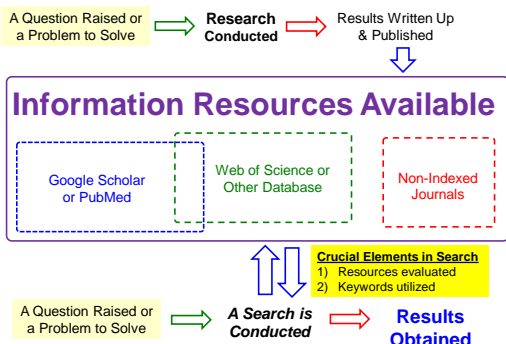 A Question Raised or
a Problem to Solve
Research
Conducted
Results Written Up
& Published
Information Resources Available
Google Scholar
or PubMed
Web of Science or
Other Database
Non-Indexed
Journals
Crucial Elements in Search
1) Resources evaluated
2) Keywords utilized
A Question Raised or
a Problem to Solve
A Search is
Conducted
Results
Obtained